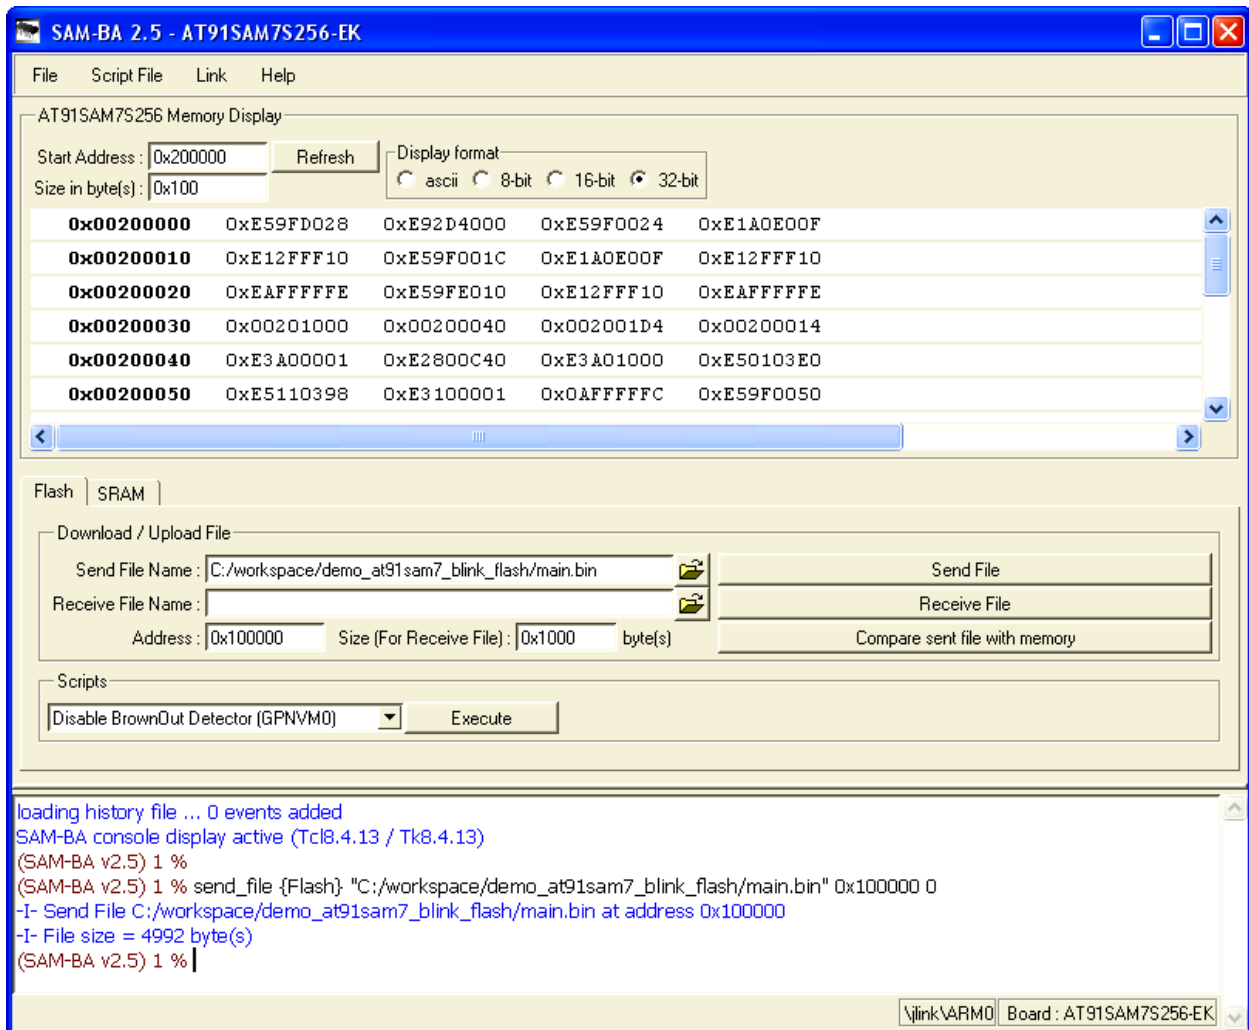 SAM-BA 2.5 - AT91SAM7S256-EK
File Script File Link Help
AT91SAM7S256 Memory Display
Start Address : 0x200000 Refresh Display format
Size in byte(s) : 0x100 ascii 8-bit 16-bit 32-bit
0x00200000 0xE59FD028 0xE92D4000 0xE59F0024 0xE1A0E00F
0x00200010 0xE12FFF10 0xE59F001C 0xE1A0E00F 0xE12FFF10
0x00200020 0xEAFFFFFE 0xE59FE010 0xE12FFF10 0xEAFFFFFE
0x00200030 0x00201000 0x00200040 0x002001D4 0x00200014
0x00200040 0xE3A00001 0xE2800C40 0xE3A01000 0xE50103E0
0x00200050 0xE5110398 0xE3100001 0x0AFFFFFC 0xE59F0050
Flash SRAM
Download / Upload File
Send File Name : C:/workspace/demo_at91sam7_blink_flash/main.bin Send File
Receive File Name : Receive File
Address : 0x100000 Size (For Receive File) : 0x1000 byte(s) Compare sent file with memory
Scripts
Disable BrownOut Detector (GPNVM0) Execute
loading history file ... 0 events added
SAM-BA console display active (Tcl8.4.13 / Tk8.4.13)
(SAM-BA v2.5) 1 %
(SAM-BA v2.5) 1 % send_file {Flash} "C:/workspace/demo_at91sam7_blink_flash/main.bin" 0x100000 0
-I- Send File C:/workspace/demo_at91sam7_blink_flash/main.bin at address 0x100000
-I- File size = 4992 byte(s)
(SAM-BA v2.5) 1 %
\jlink\ARM0 Board : AT91SAM7S256-EK